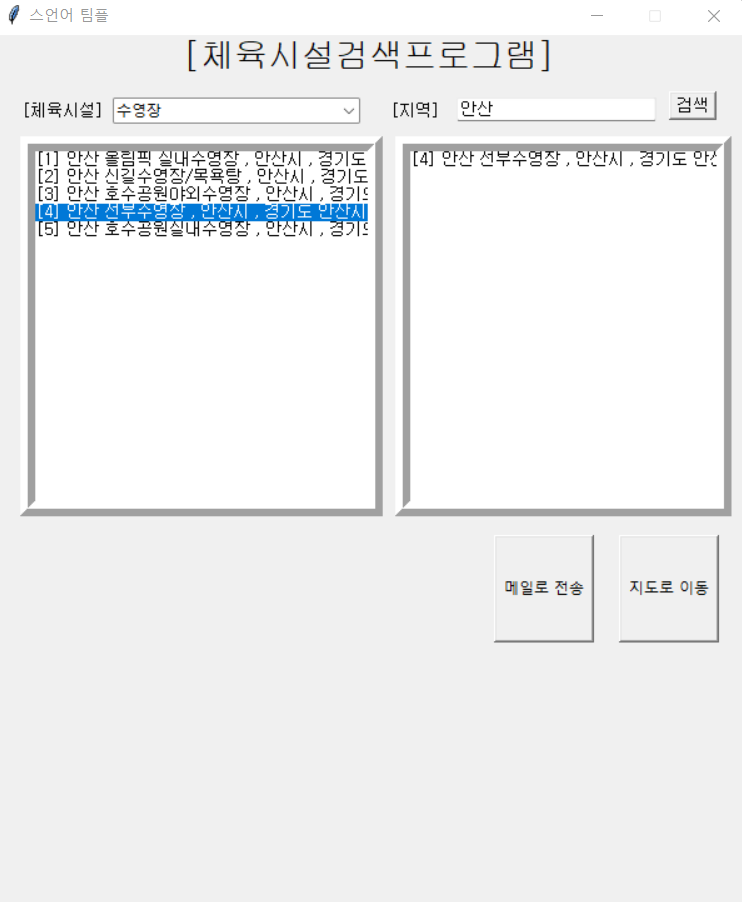 스언어 팀플
[체육시설검색프로그램]
[체육시설] 수영장 [지역] 안산 검색
[1] 안산 올림픽 실내수영장 , 안산시 , 경기도
[2] 안산 신길수영장/목욕탕 , 안산시 , 경기도
[3] 안산 호수공원야외수영장 , 안산시 , 경기
[4] 안산 선부수영장 , 안산시 , 경기도 안산시
[5] 안산 호수공원실내수영장 , 안산시 , 경기
[4] 안산 선부수영장 , 안산시 , 경기도 안산
메일로 전송
지도로 이동